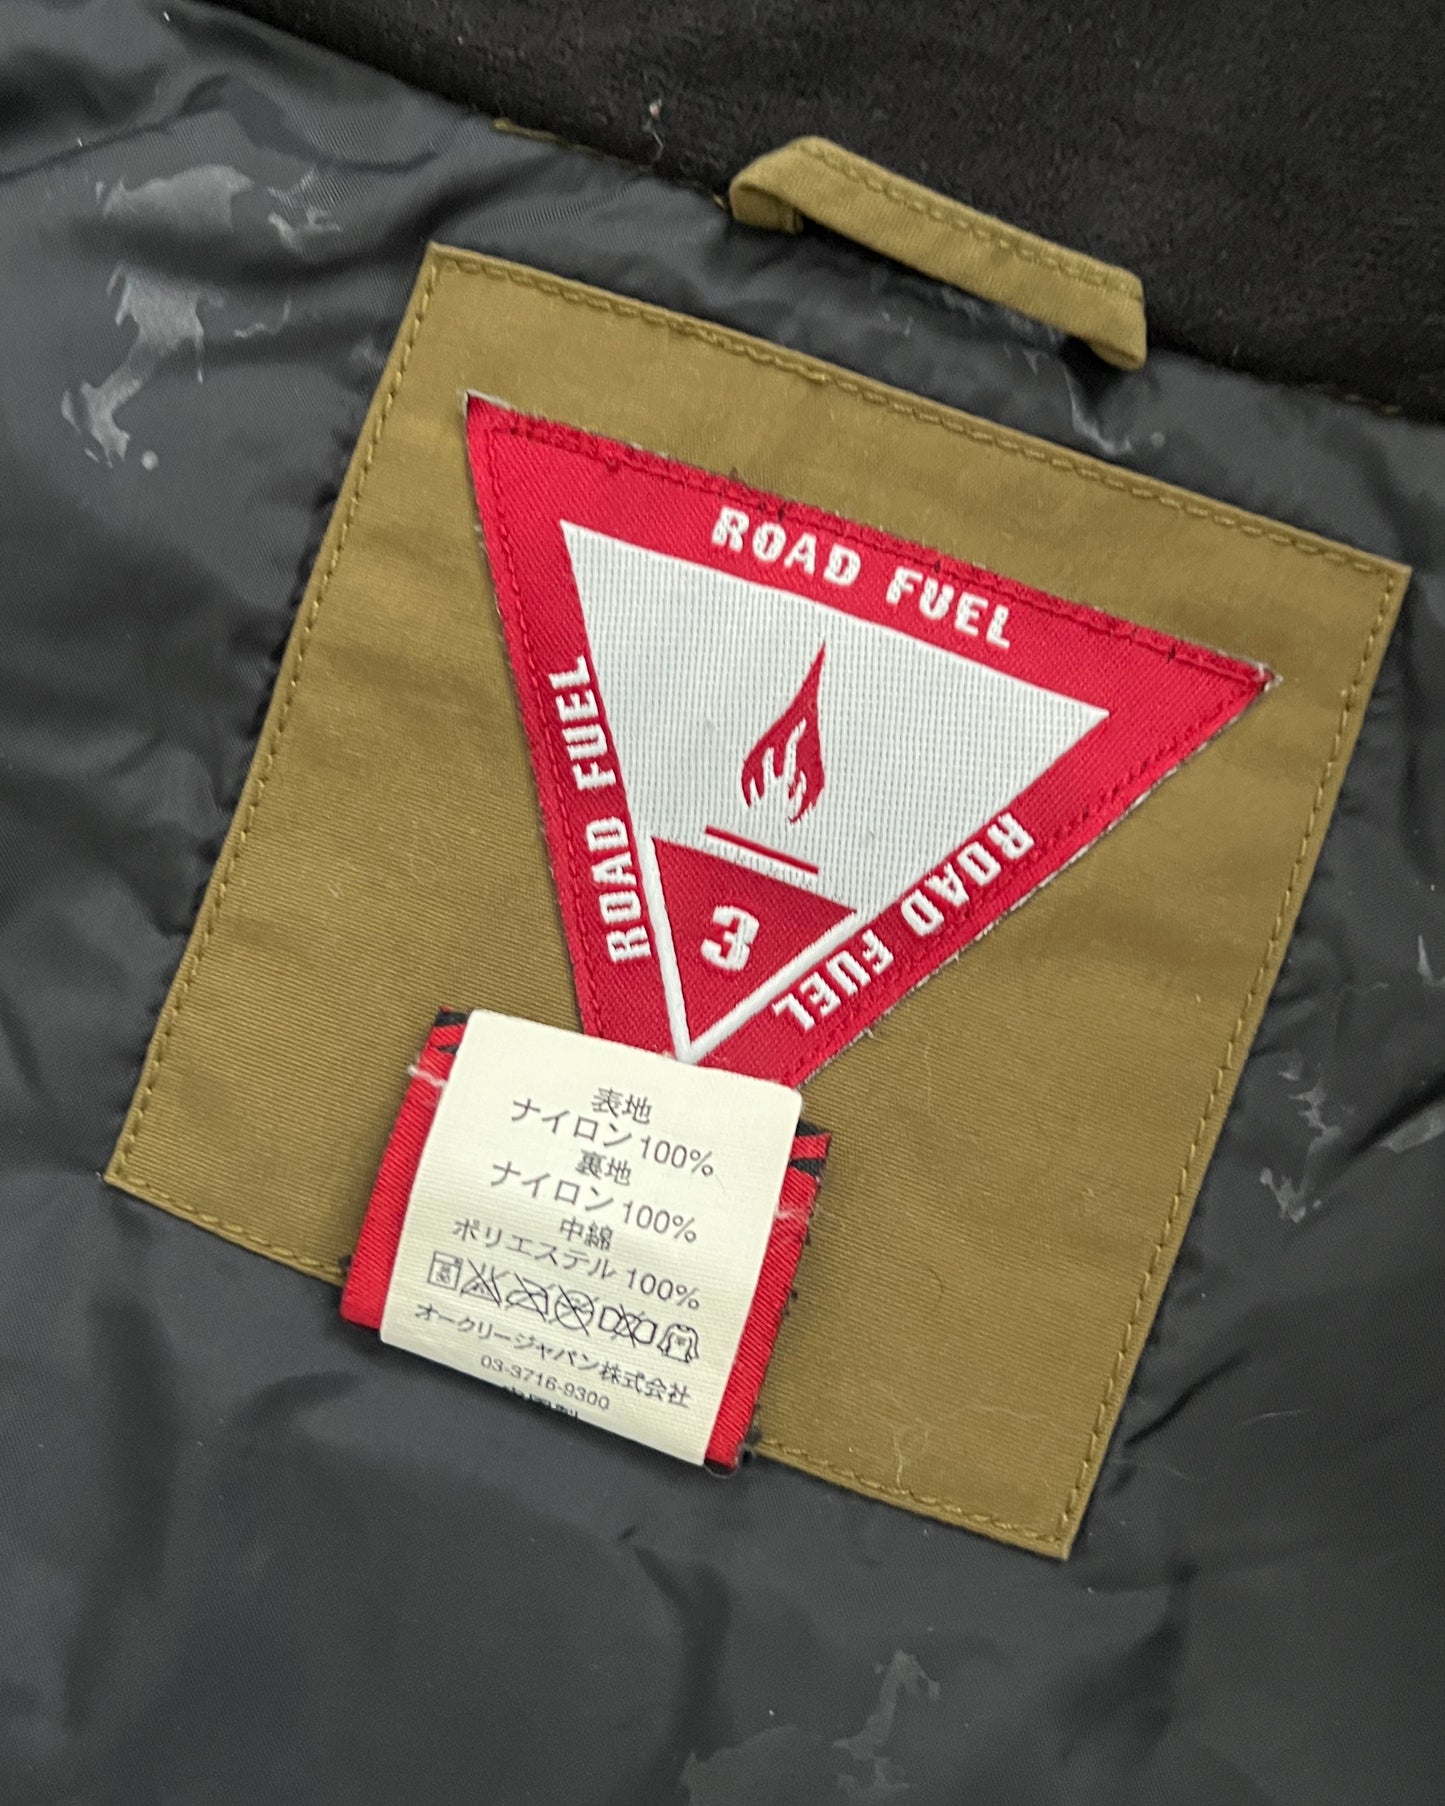 ROAD FUEL
ROAD FUEL
ROAD FUEL
3
表地
ナイロン100%
裏地
ナイロン100%
中綿
ポリエステル100%
オークリージャパン株式会社
03-3716-9300